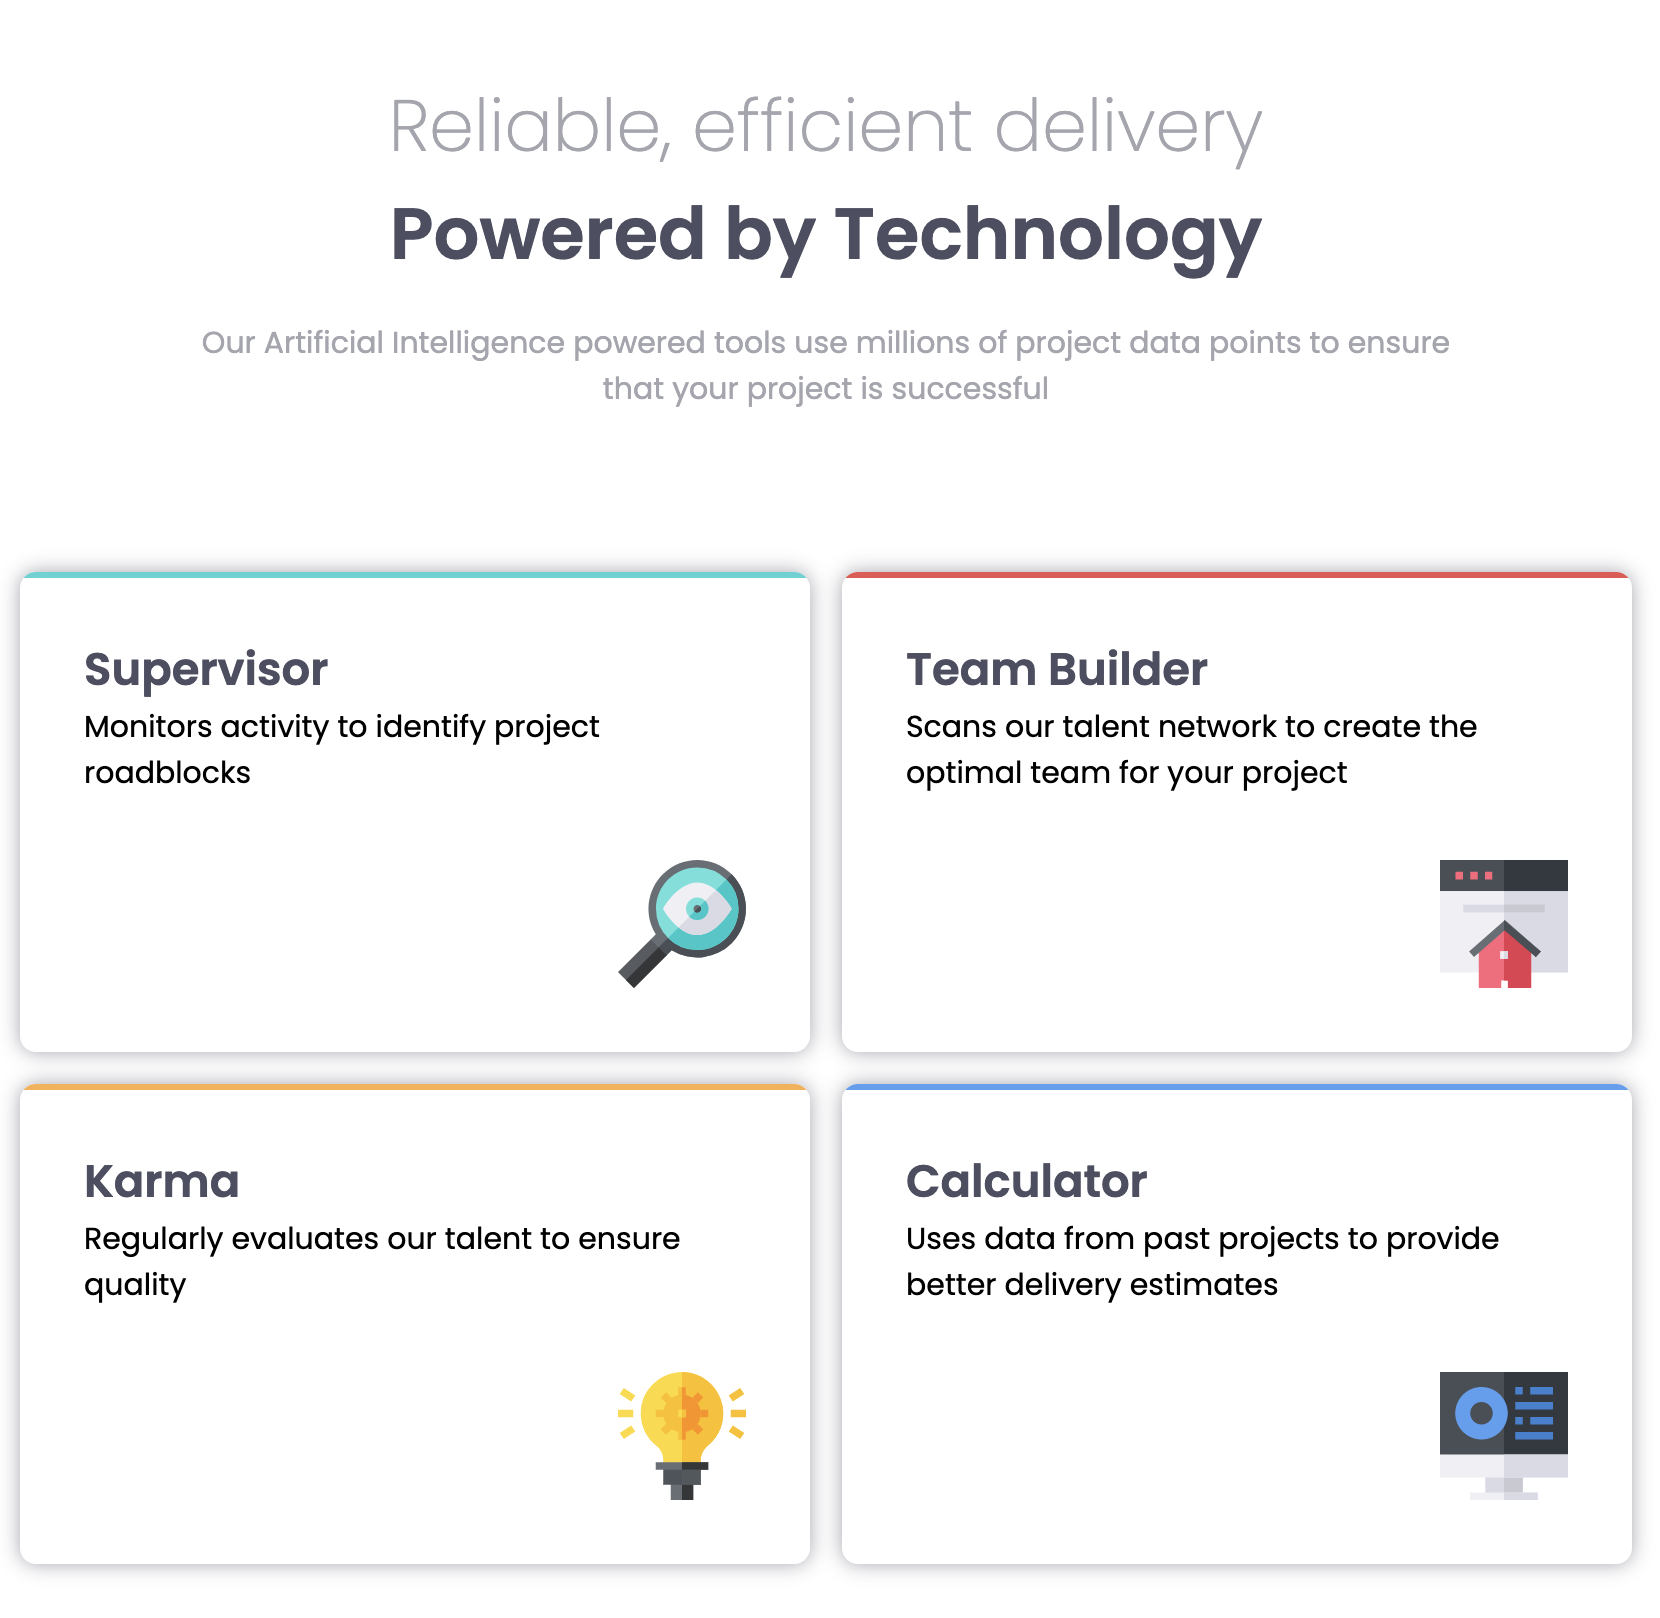 Reliable, efficient delivery
Powered by Technology
Our Artificial Intelligence powered tools use millions of project data points to ensure
that your project is successful
Supervisor
Monitors activity to identify project
roadblocks
Team Builder
Scans our talent network to create the
optimal team for your project
Karma
Regularly evaluates our talent to ensure
quality
Calculator
Uses data from past projects to provide
better delivery estimates